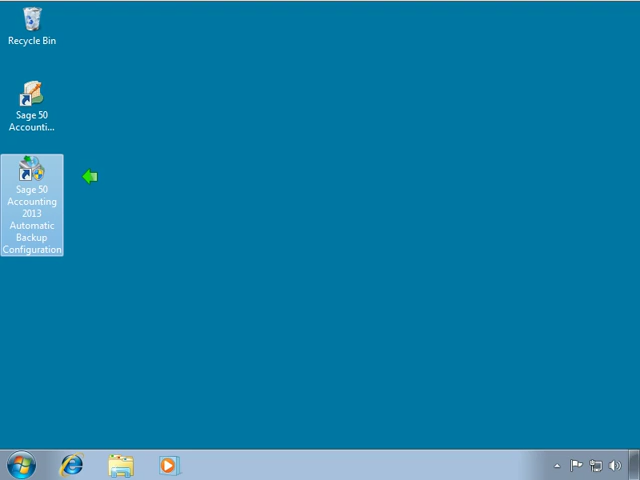 Recycle Bin
Sage 50
Accounti...
Sage 50
Accounting
2013
Automatic
Backup
Configuration